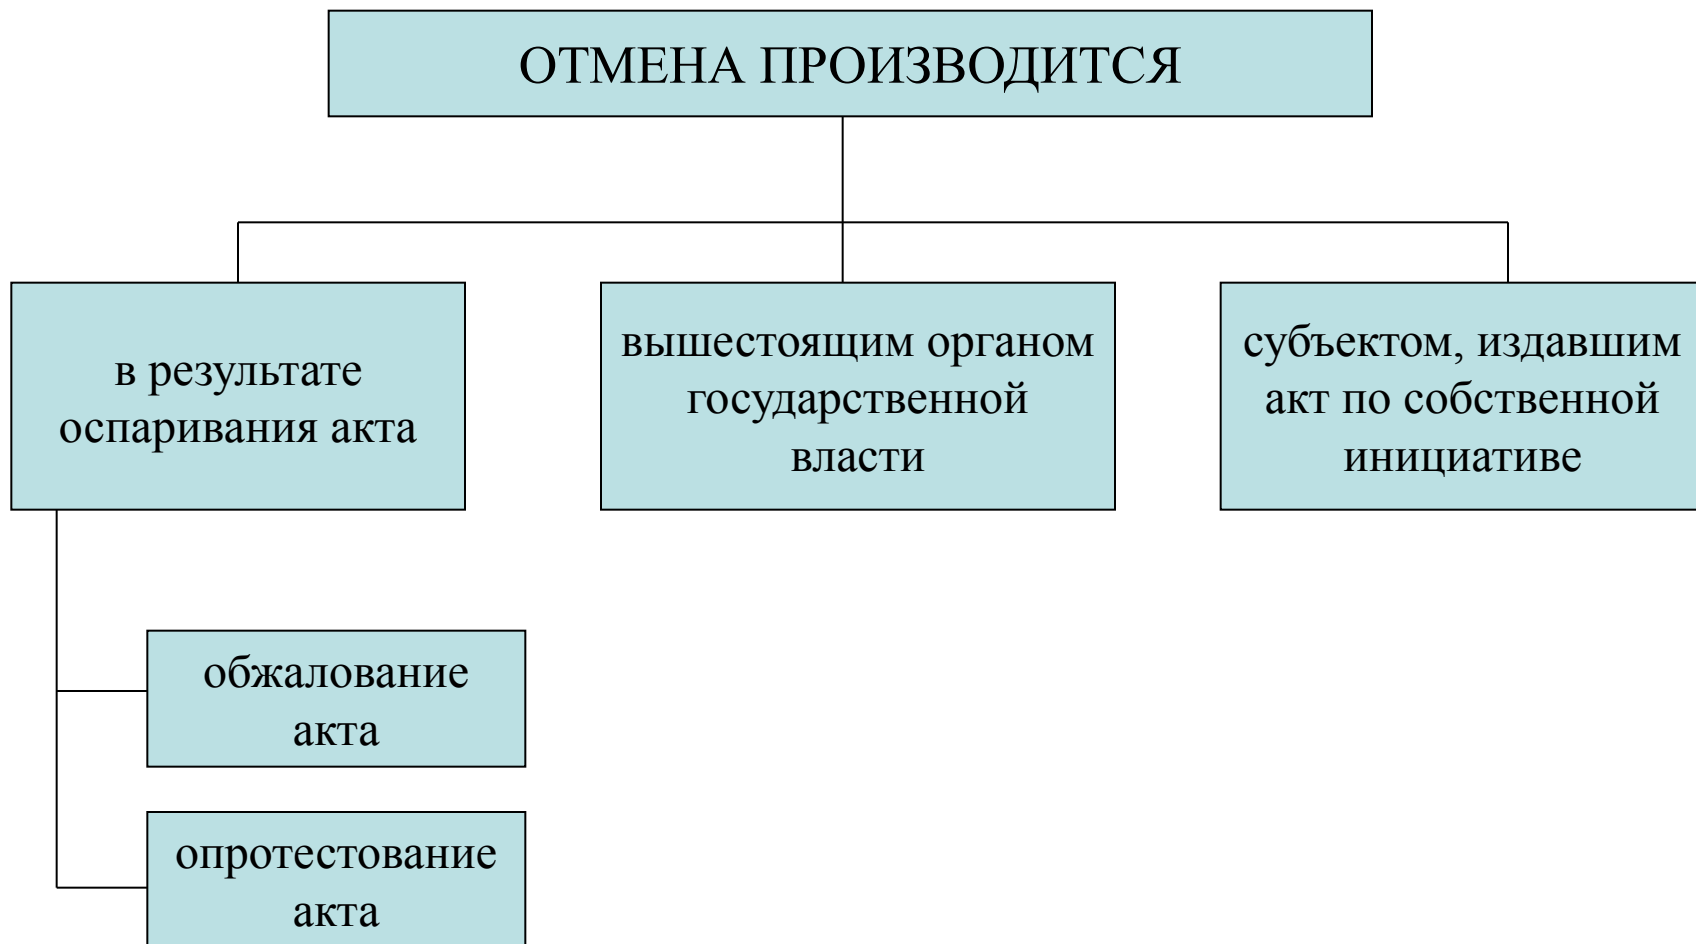 ОТМЕНА ПРОИЗВОДИТСЯ
в результате
оспаривания акта
вышестоящим органом
государственной
власти
субъектом, издавшим
акт по собственной
инициативе
обжалование
акта
опротестование
акта